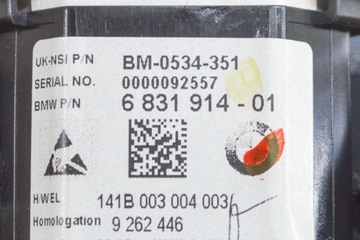 UK-NSI P/N BM-0534-351
SERIAL NO. 0000092557
BMW P/N 6 831 914 - 01
HWEL 141B 003 004 003
Homologation 9 262 446